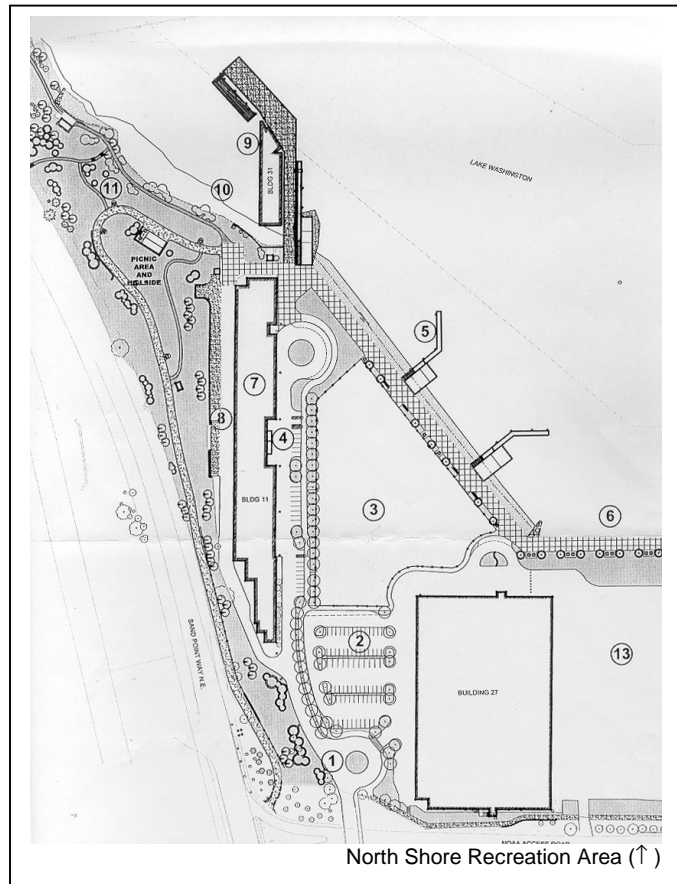 LAKE WASHINGTON
9
BLDG 31
10
11
PICNIC
AREA
AND
HILLSIDE
5
7
8
4
BLDG 11
3
6
SAND POINT WAY N.E.
2
13
BUILDING 27
1
NOAA ACCESS ROAD
North Shore Recreation Area (↑)